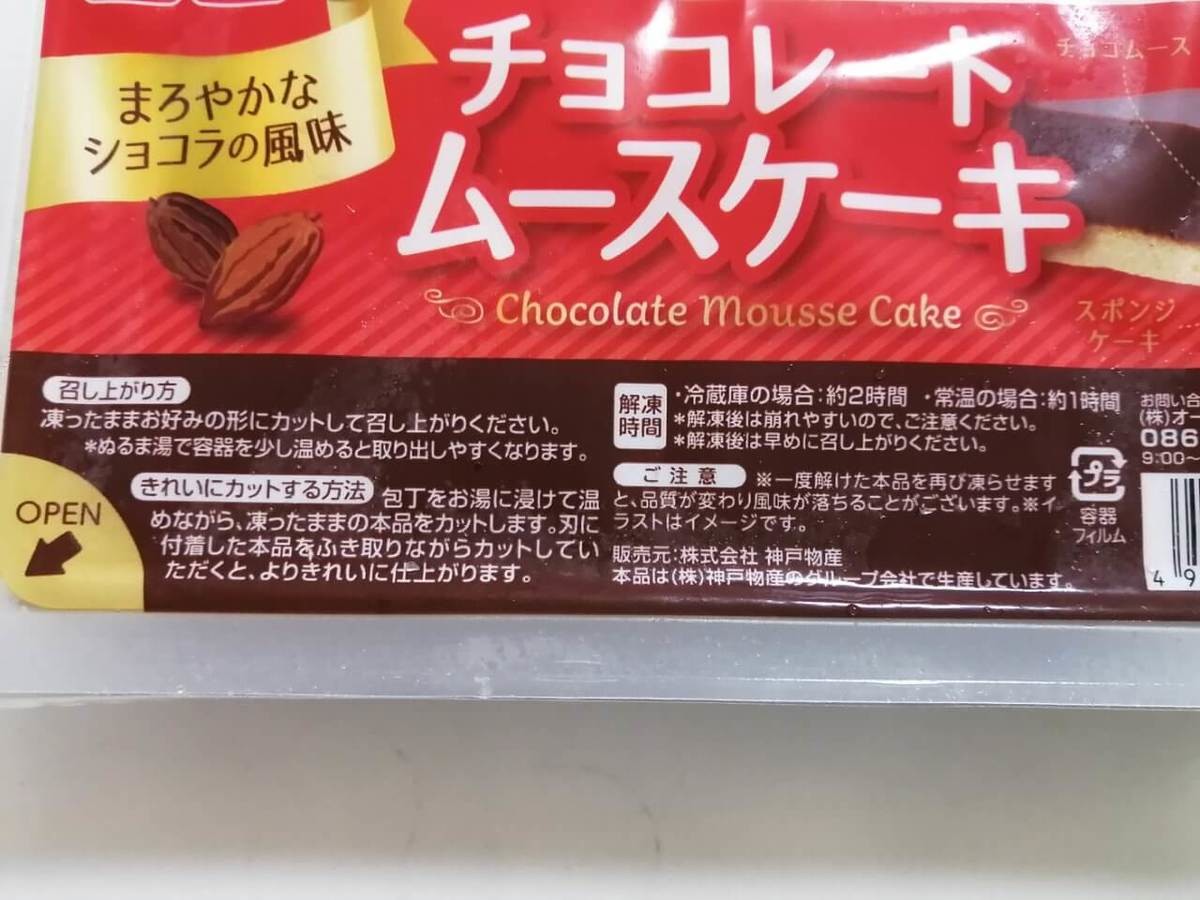 まろやかな
ショコラの風味
チョコレート
ムースケーキ
Chocolate Mousse Cake
チョコムース
スポンジ
ケーキ
召し上がり方
凍ったままお好みの形にカットして召し上がりください。
*ぬるま湯で容器を少し温めると取り出しやすくなります。
OPEN
きれいにカットする方法 包丁をお湯に浸けて温
めながら、凍ったままの本品をカットします。刃に
付着した本品をふき取りながらカットしてい
ただくと、よりきれいに仕上がります。
解凍
時間
・冷蔵庫の場合:約2時間 ・常温の場合:約1時間
*解凍後は崩れやすいので、ご注意ください。
*解凍後は早めに召し上がりください。
ご注意 ※一度解けた本品を再び凍らせます
と、品質が変わり風味が落ちることがございます。※イ
ラストはイメージです。
販売元:株式会社 神戸物産
本品は(株)神戸物産のグループ会社で生産しています。
プラ
容器
フィルム
お問い合
(株)オー
086
9:00~
49